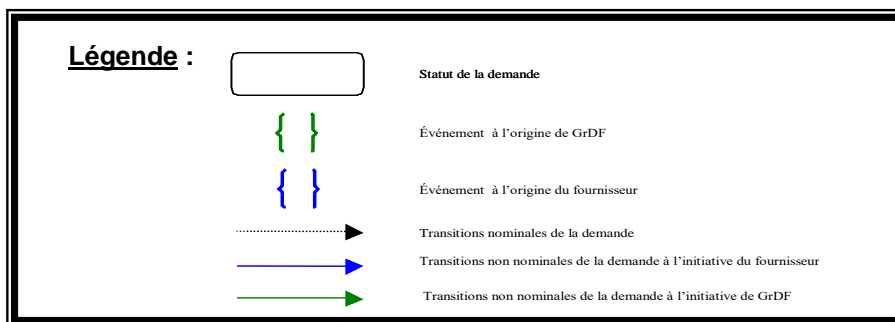 Légende :
Statut de la demande
{ } Événement à l’origine de GrDF
{ } Événement à l’origine du fournisseur
Transitions nominales de la demande
Transitions non nominales de la demande à l’initiative du fournisseur
Transitions non nominales de la demande à l’initiative de GrDF